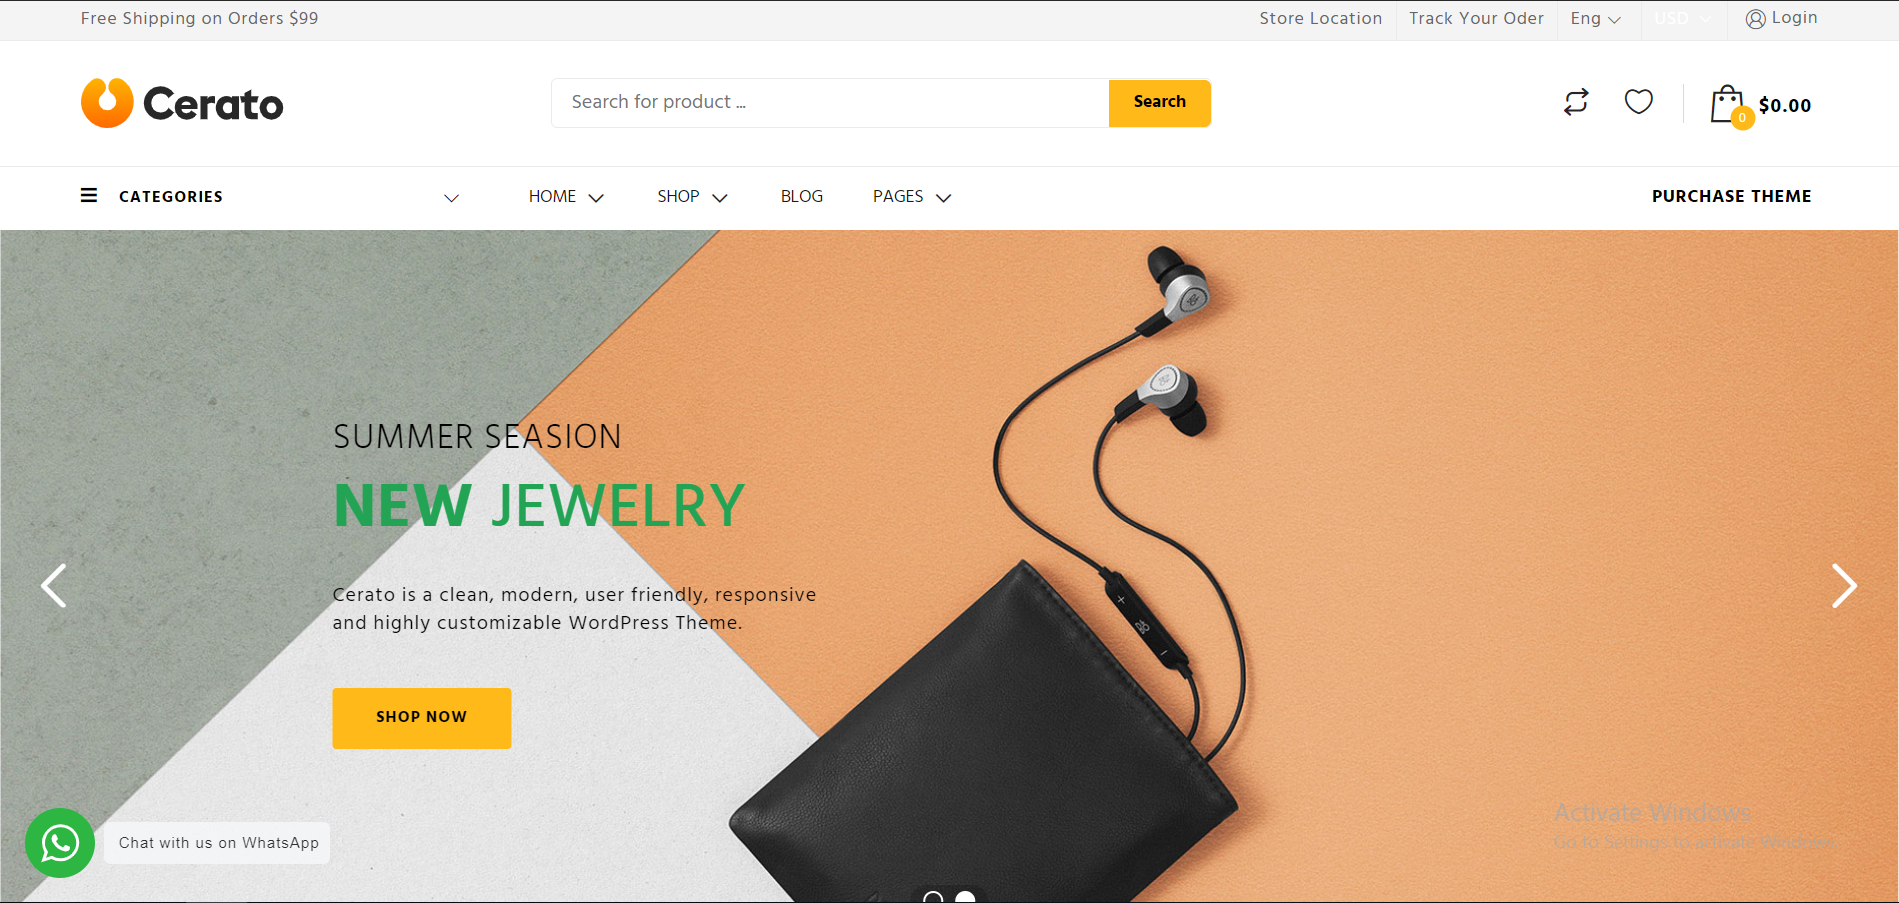 Free Shipping on Orders $99
Store Location
Track Your Oder
Eng
USD
Login
Cerato
Search for product ...
Search
0
$0.00
CATEGORIES
HOME
SHOP
BLOG
PAGES
PURCHASE THEME
SUMMER SEASION
NEW JEWELRY
Cerato is a clean, modern, user friendly, responsive
and highly customizable WordPress Theme.
SHOP NOW
Chat with us on WhatsApp
Activate Windows
Go to Settings to activate Windows.